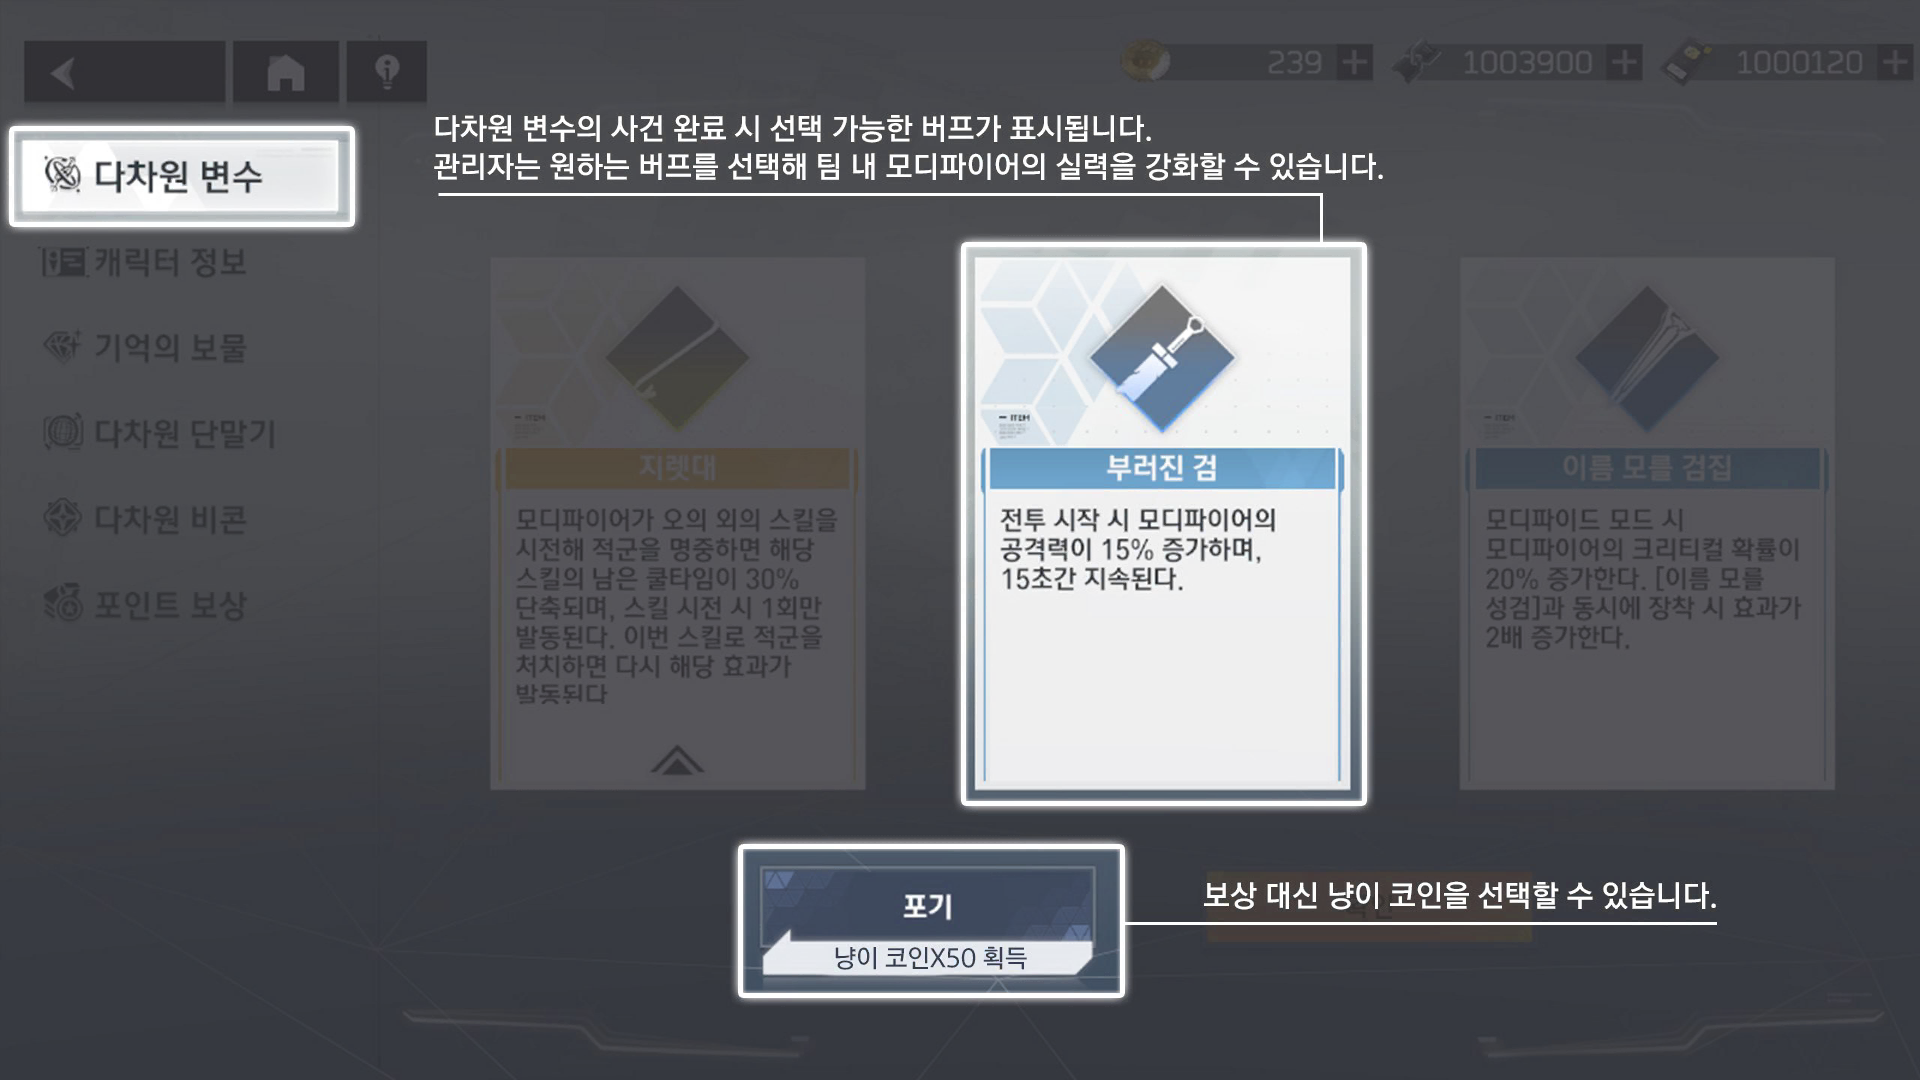 239
1003900
1000120
다차원 변수의 사건 완료 시 선택 가능한 버프가 표시됩니다.
관리자는 원하는 버프를 선택해 팀 내 모디파이어의 실력을 강화할 수 있습니다.
다차원 변수
캐릭터 정보
기억의 보물
다차원 단말기
다차원 비콘
포인트 보상
지렛대
모디파이어가 오의 외의 스킬을
시전해 적군을 명중하면 해당
스킬의 남은 쿨타임이 30%
단축되며, 스킬 시전 시 1회만
발동된다. 이번 스킬로 적군을
처치하면 다시 해당 효과가
발동된다
ITEM
부러진 검
전투 시작 시 모디파이어의
공격력이 15% 증가하며,
15초간 지속된다.
이름 모를 검집
모디파이드 모드 시
모디파이어의 크리티컬 확률이
20% 증가한다. [이름 모를
성검]과 동시에 장착 시 효과가
2배 증가한다.
포기
냥이 코인X50 획득
보상 대신 냥이 코인을 선택할 수 있습니다.